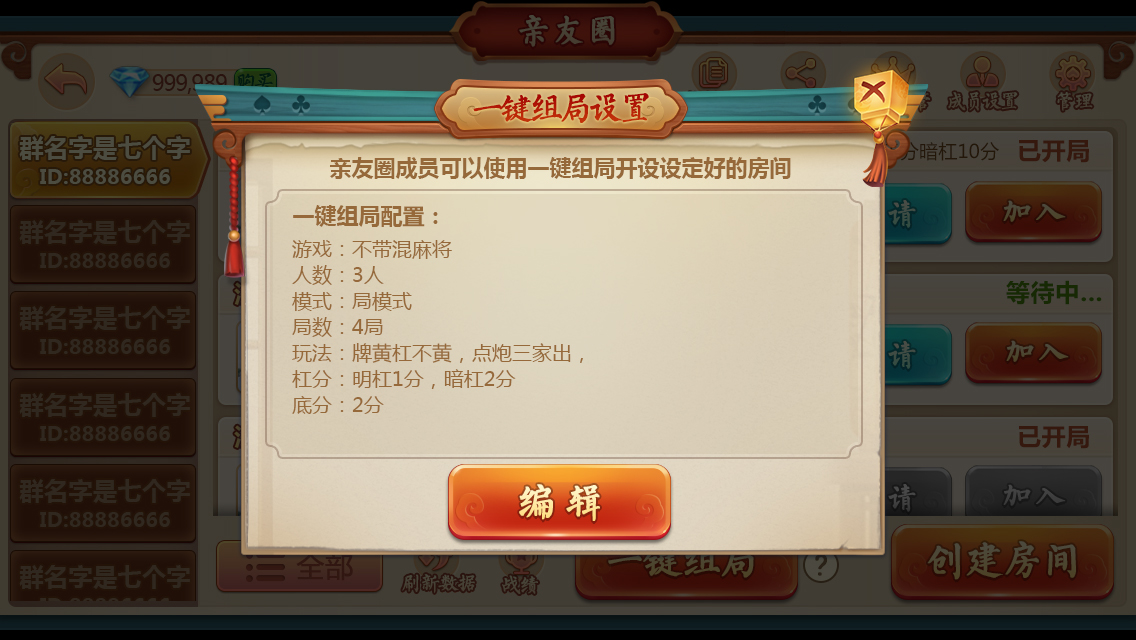 亲友圈
999,989
购买
一键组局设置
成员设置
管理
群名字是七个字
ID:88886666
群名字是七个字
ID:88886666
群名字是七个字
ID:88886666
群名字是七个字
ID:88886666
群名字是七个字
ID:88886666
群名字是七个字
亲友圈成员可以使用一键组局开设设定好的房间
一键组局配置：
游戏：不带混麻将
人数：3人
模式：局模式
局数：4局
玩法：牌黄杠不黄，点炮三家出，
杠分：明杠1分，暗杠2分
底分：2分
编辑
分暗杠10分
已开局
请
加入
等待中...
请
加入
已开局
请
加入
全部
刷新数据
战绩
一键组局
?
创建房间